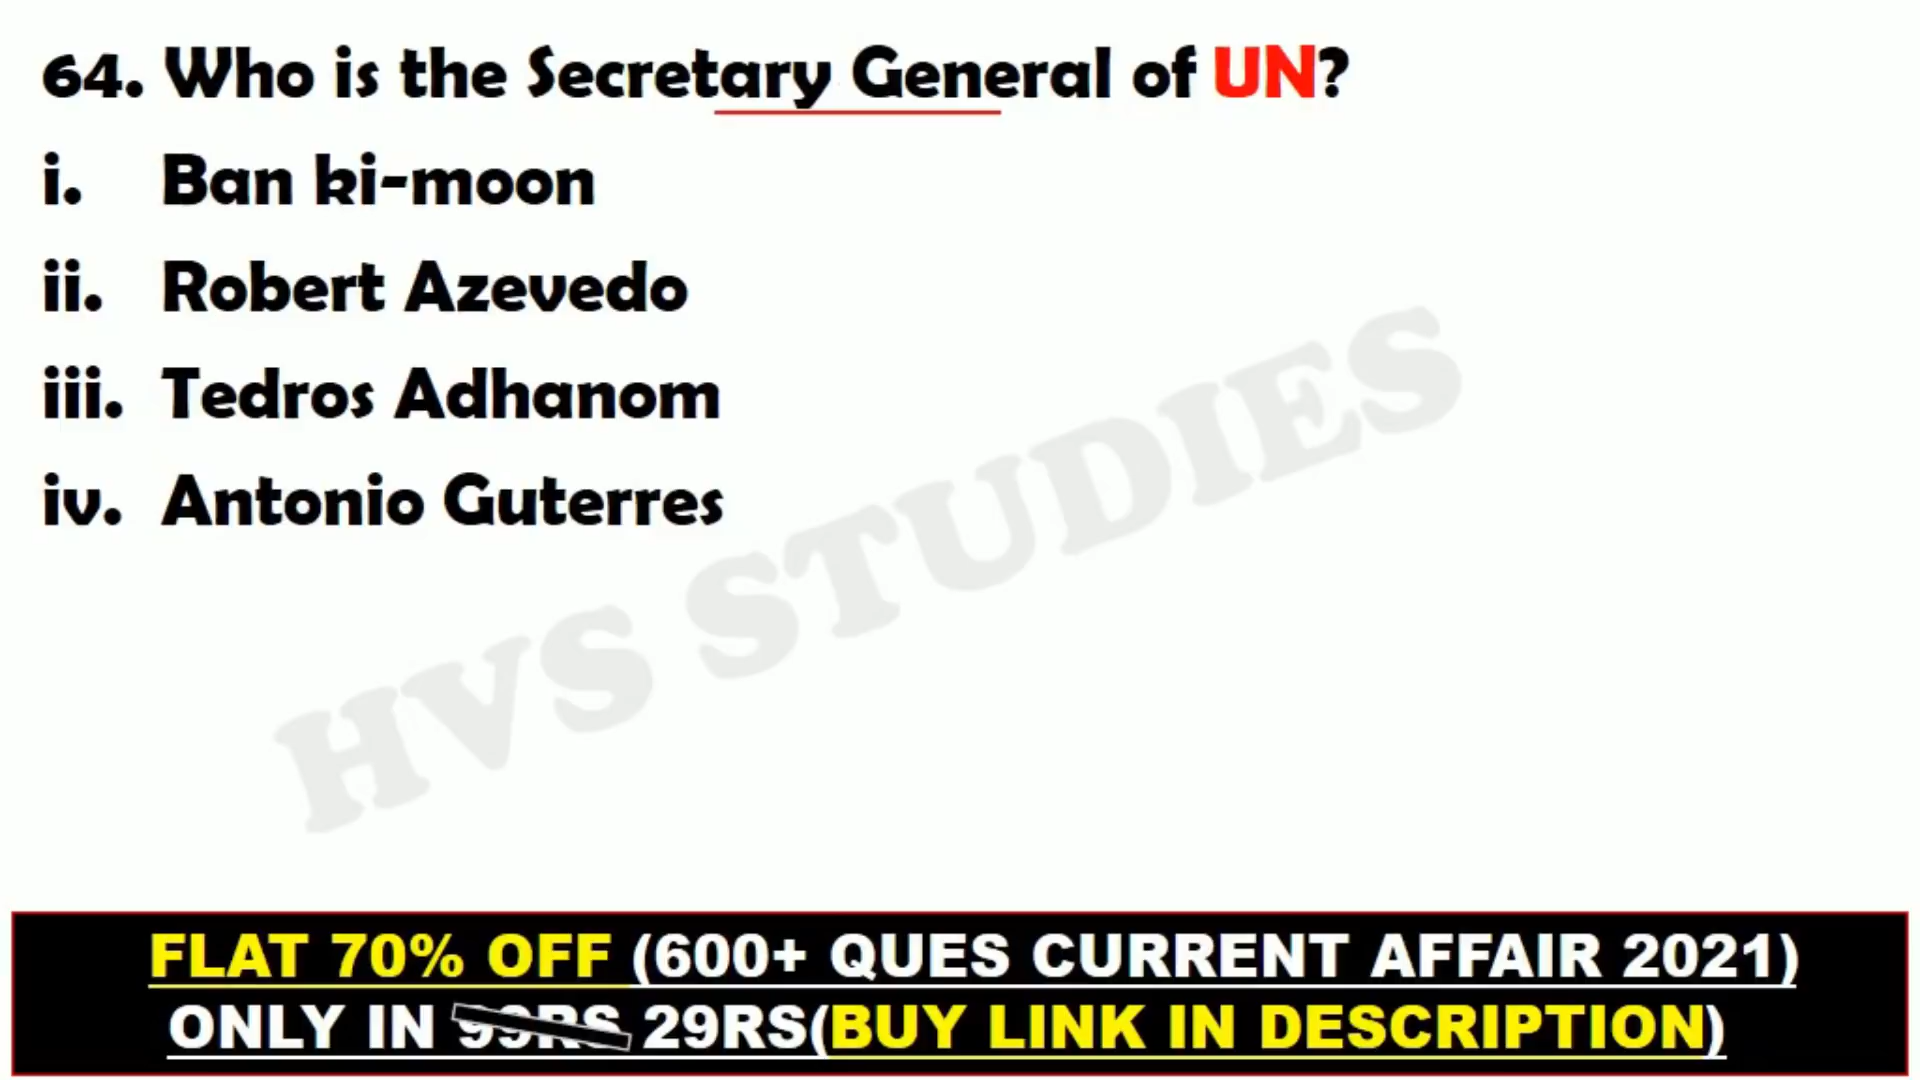 64. Who is the Secretary General of UN?
i. Ban ki-moon
ii. Robert Azevedo
iii. Tedros Adhanom
iv. Antonio Guterres
HVS STUDIES
FLAT 70% OFF (600+ QUES CURRENT AFFAIR 2021)
ONLY IN 99RS 29RS(BUY LINK IN DESCRIPTION)